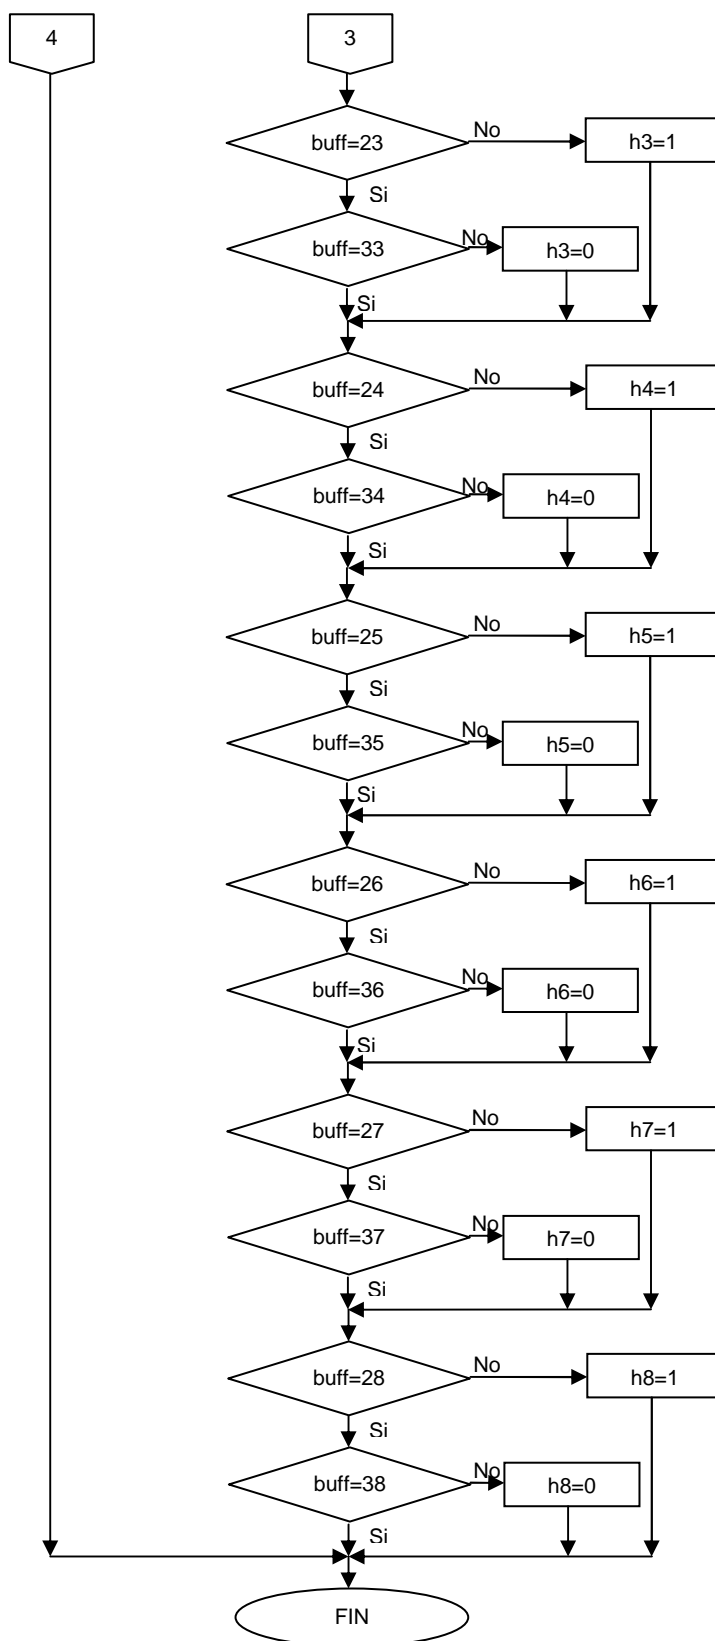 4
3
buff=23
No
h3=1
Si
buff=33
No
h3=0
Si
buff=24
No
h4=1
Si
buff=34
No
h4=0
Si
buff=25
No
h5=1
Si
buff=35
No
h5=0
Si
buff=26
No
h6=1
Si
buff=36
No
h6=0
Si
buff=27
No
h7=1
Si
buff=37
No
h7=0
Si
buff=28
No
h8=1
Si
buff=38
No
h8=0
Si
FIN